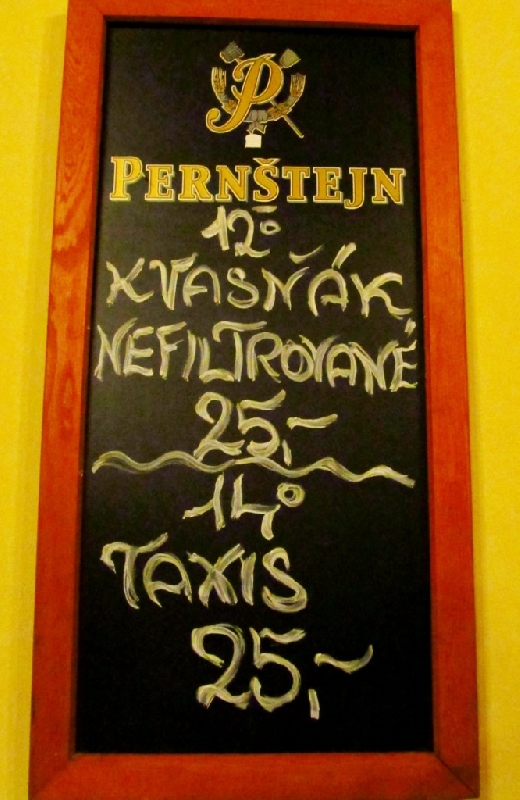 P
PERNŠTEJN
12°
KVASŇÁK
NEFILTROVANÉ
25,-
14°
TAXIS
25,-